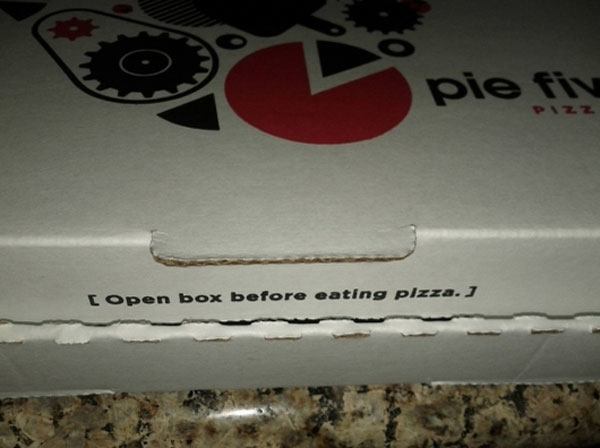 pie fiv
PIZZ
[ Open box before eating pizza. ]